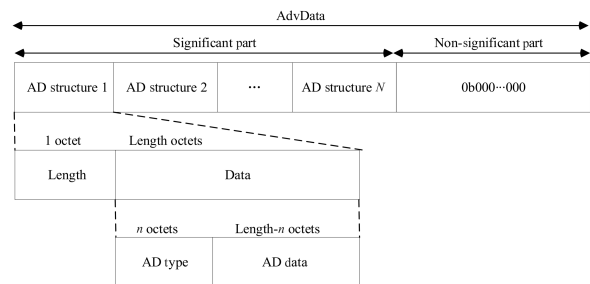 AdvData
Significant part
Non-significant part
AD structure 1
AD structure 2
···
AD structure N
0b000···000
1 octet
Length octets
Length
Data
n octets
Length-n octets
AD type
AD data